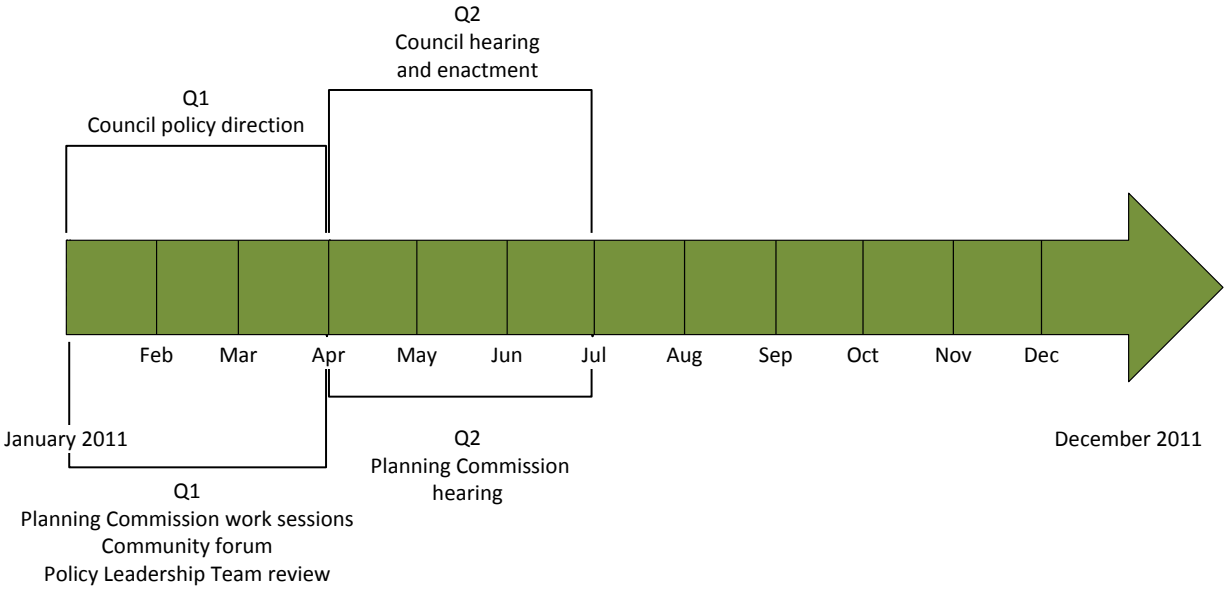 Q2
Council hearing
and enactment
Q1
Council policy direction
Feb Mar Apr May Jun Jul Aug Sep Oct Nov Dec
January 2011
December 2011
Q2
Planning Commission
hearing
Q1
Planning Commission work sessions
Community forum
Policy Leadership Team review